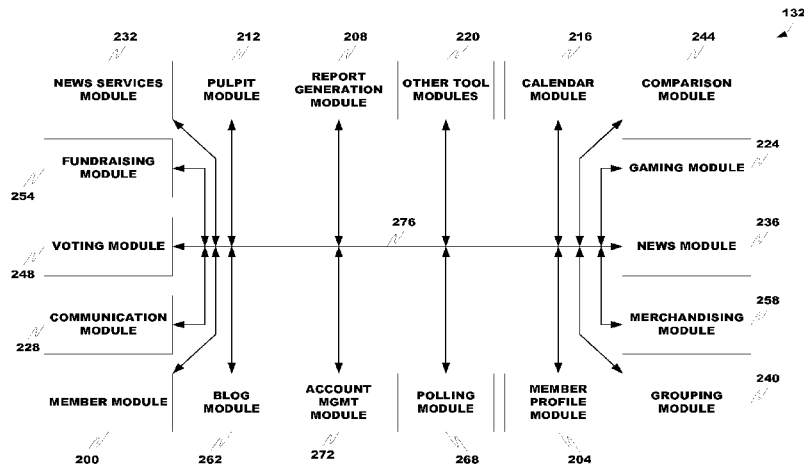 132
232 212 208 220 216 244
NEWS SERVICES MODULE
PULPIT MODULE
REPORT GENERATION MODULE
OTHER TOOL MODULES
CALENDAR MODULE
COMPARISON MODULE
FUNDRAISING MODULE
254
GAMING MODULE
224
VOTING MODULE
248
276
NEWS MODULE
236
COMMUNICATION MODULE
228
MERCHANDISING MODULE
258
MEMBER MODULE
BLOG MODULE
ACCOUNT MGMT MODULE
POLLING MODULE
MEMBER PROFILE MODULE
GROUPING MODULE
240
200 262 272 268 204